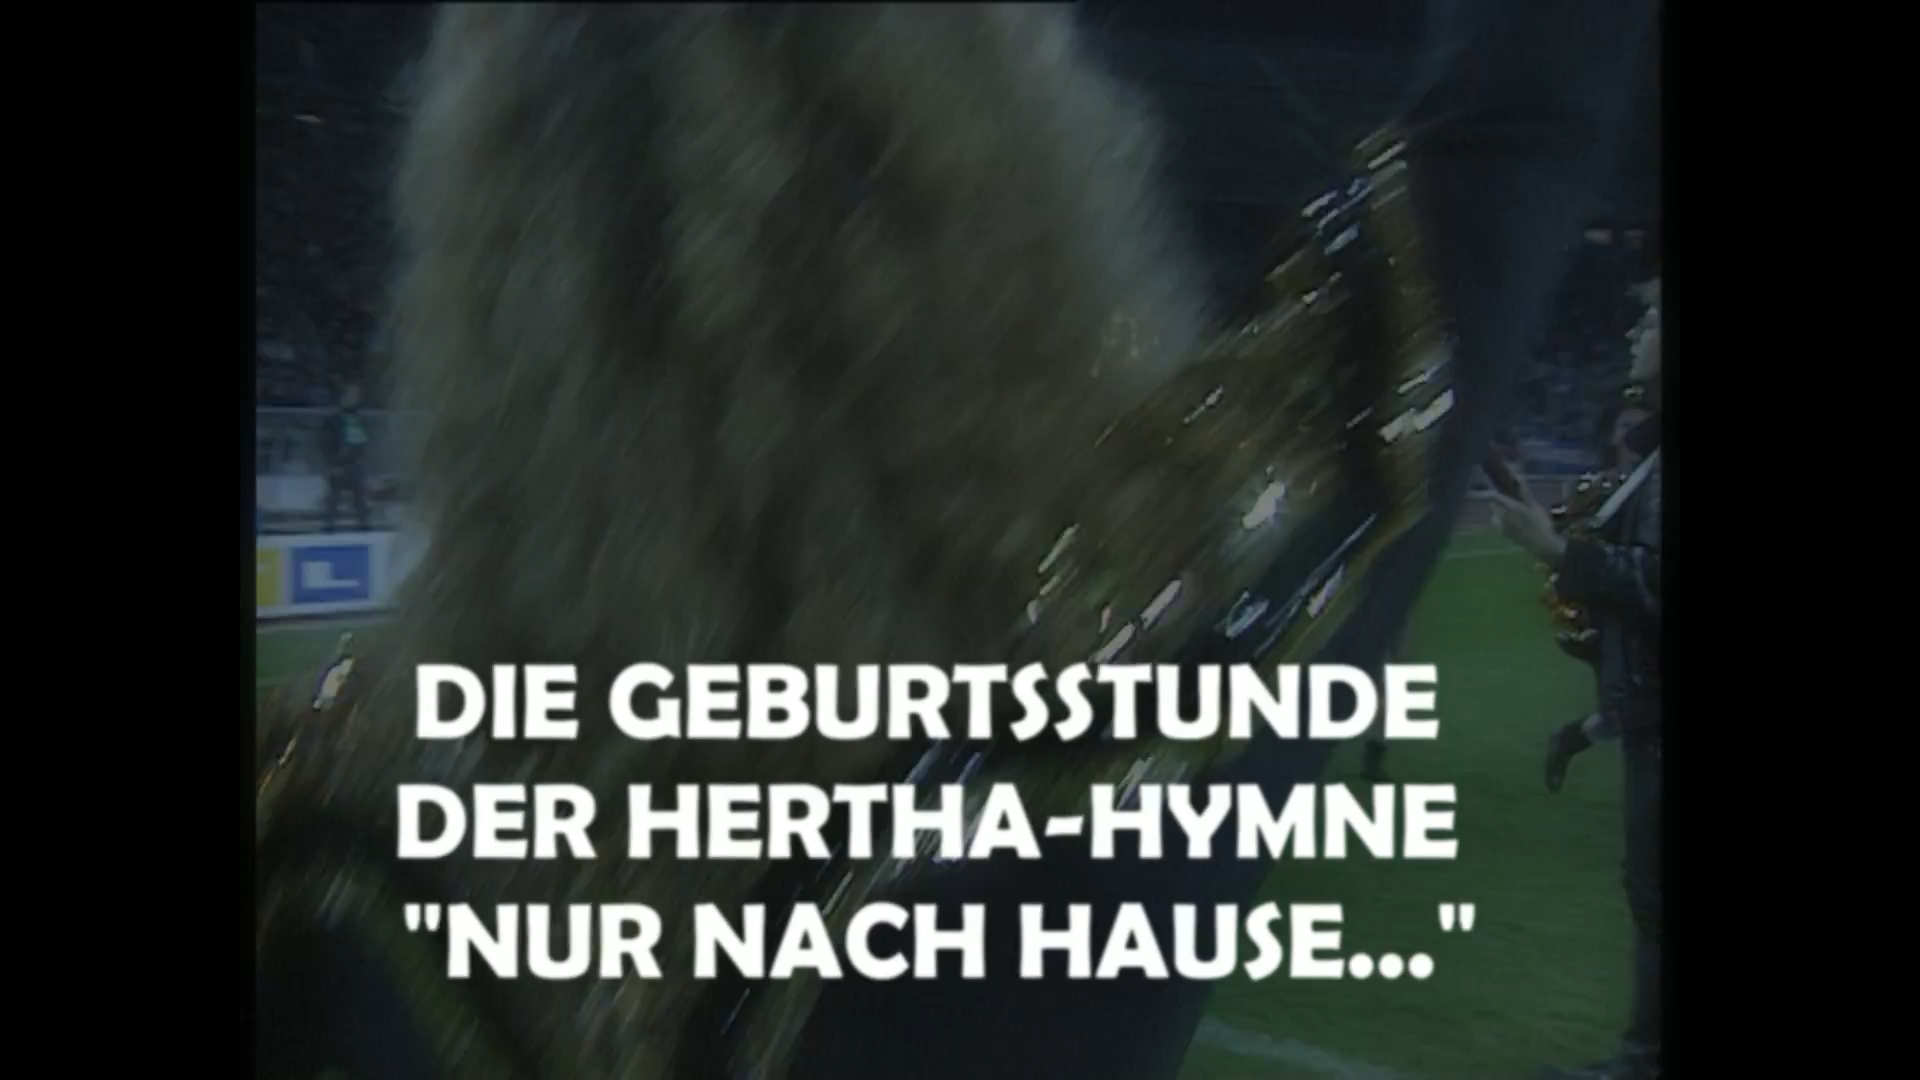 DIE GEBURTSSTUNDE
DER HERTHA-HYMNE
"NUR NACH HAUSE..."